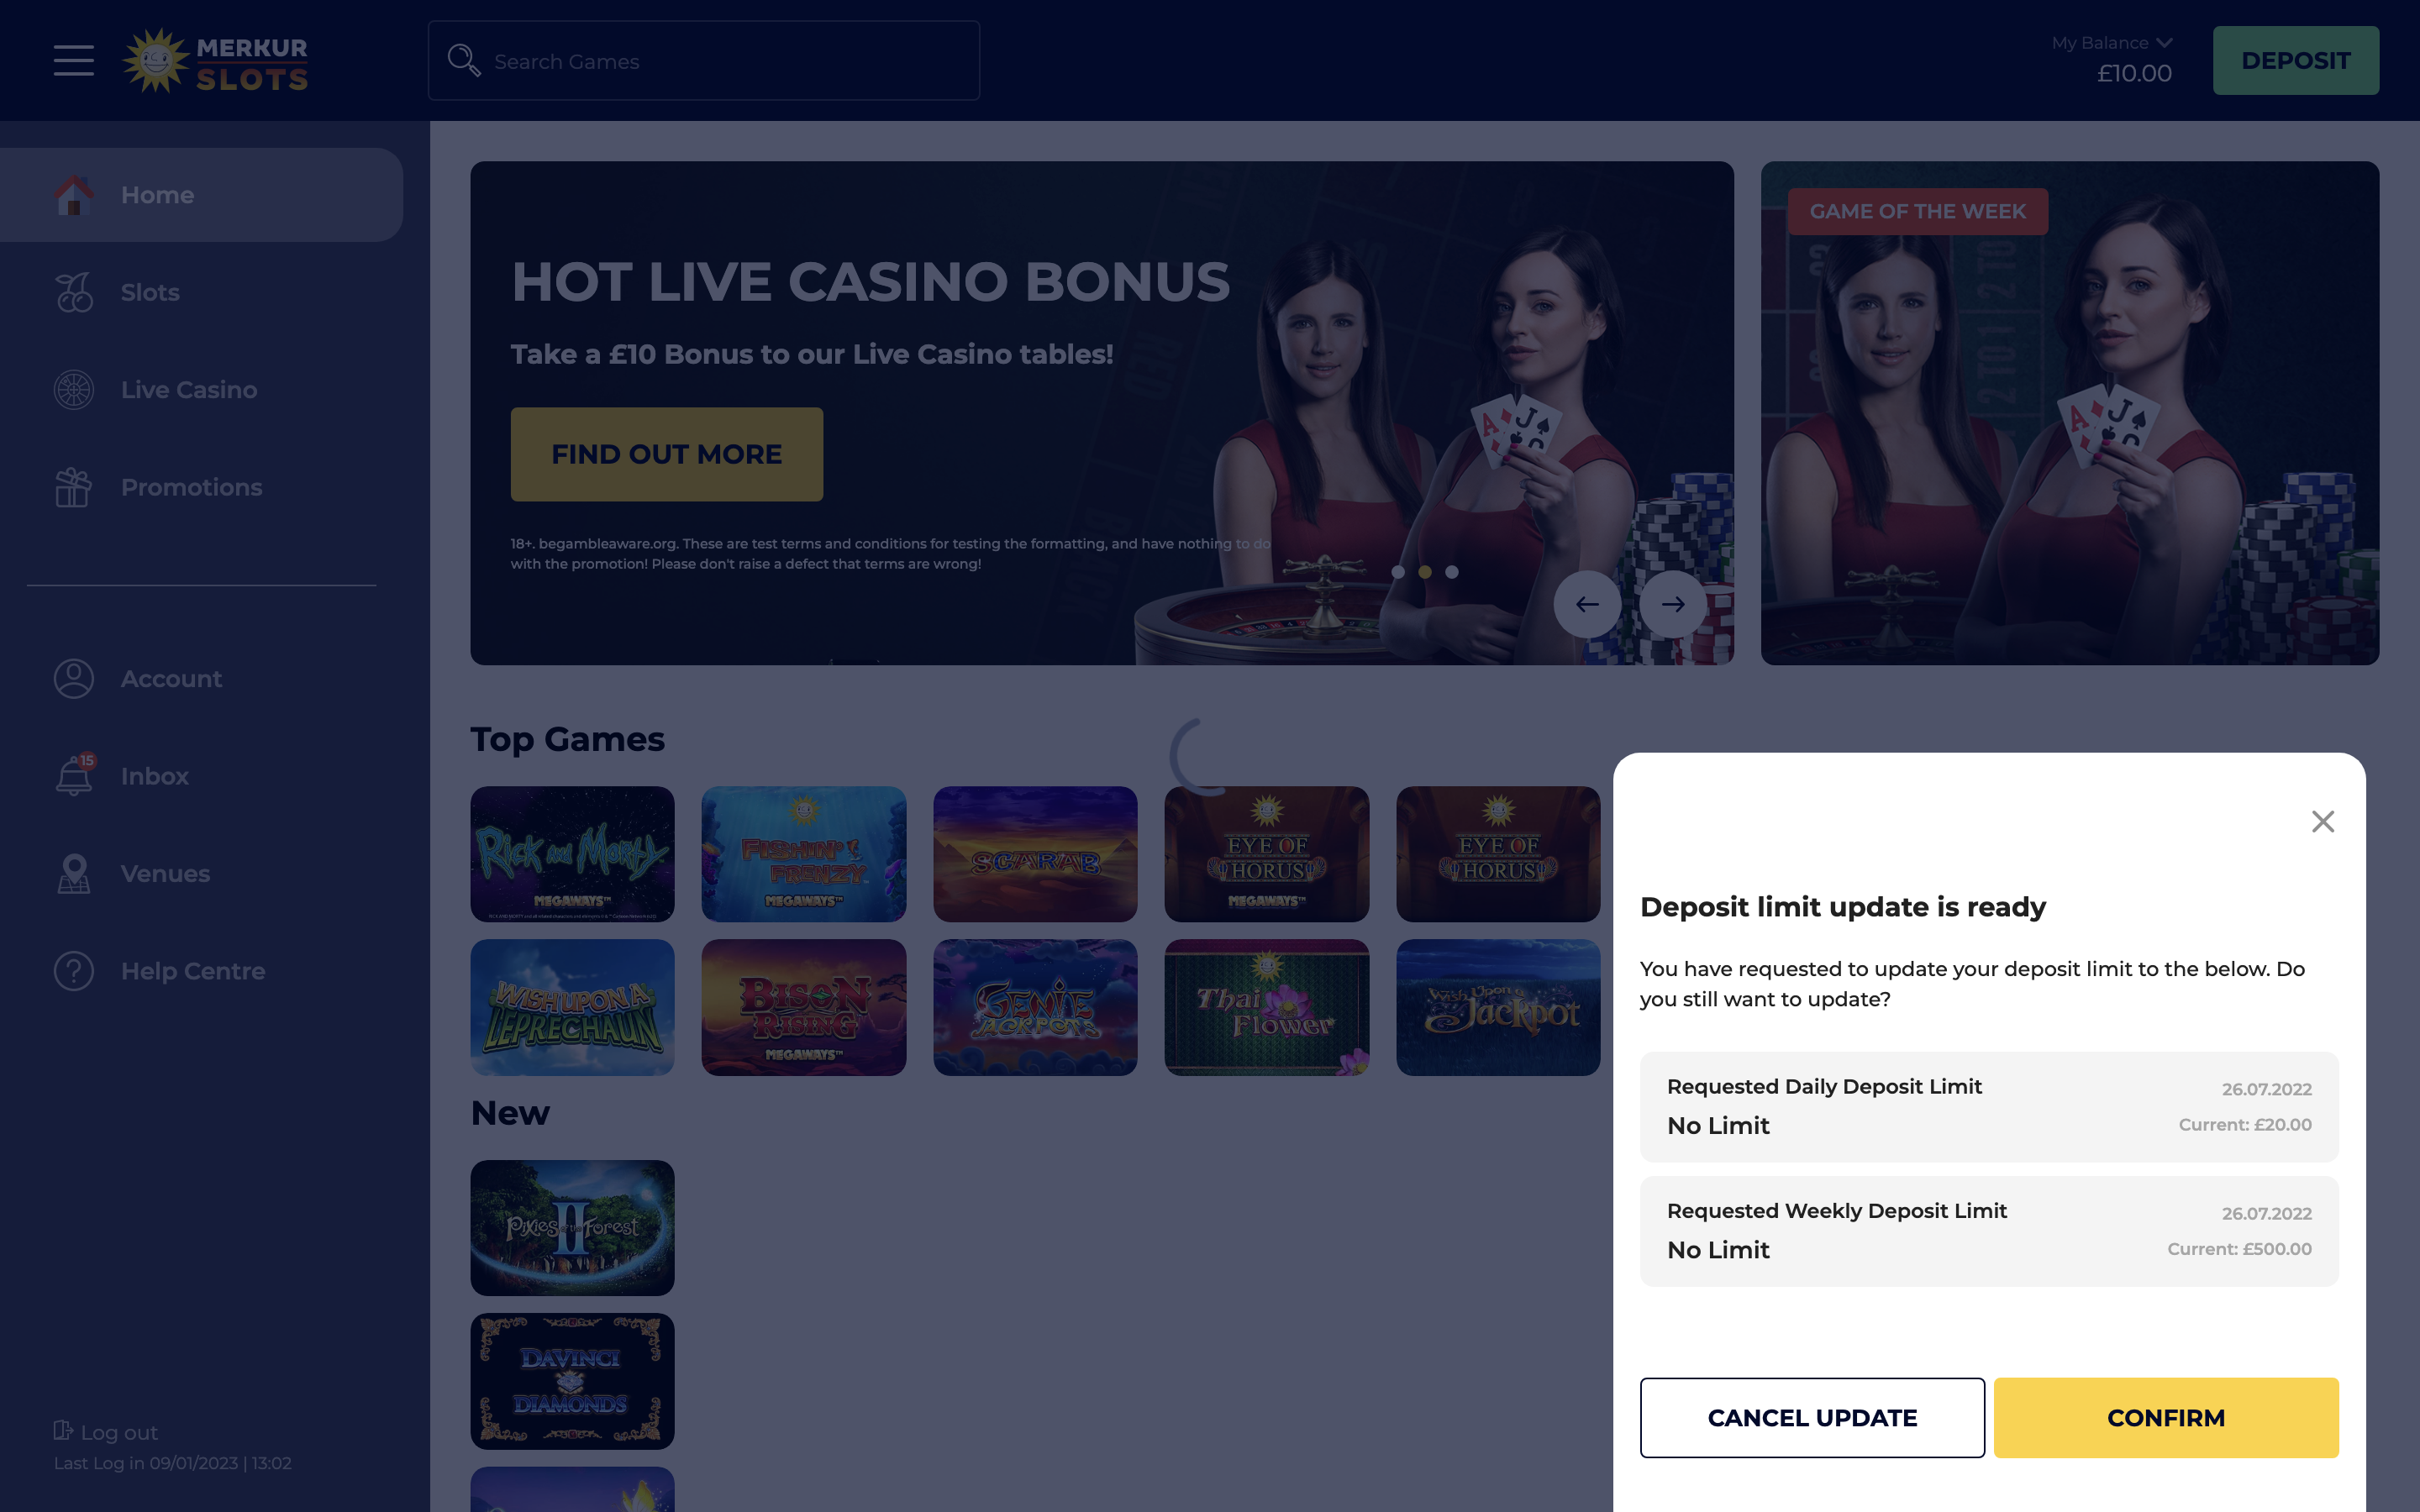 MERKUR
SLOTS
Search Games
My Balance
£10.00
DEPOSIT
Home
Slots
Live Casino
Promotions
Account
15
Inbox
Venues
Help Centre
Log out
Last Log in 09/01/2023 | 13:02
HOT LIVE CASINO BONUS
Take a £10 Bonus to our Live Casino tables!
FIND OUT MORE
18+. begambleaware.org. These are test terms and conditions for testing the formatting, and have nothing to do
with the promotion! Please don't raise a defect that terms are wrong!
GAME OF THE WEEK
Top Games
RICK AND MORTY
MEGAWAYS™
FISHIN' FRENZY
MEGAWAYS™
SCARAB
EYE OF HORUS
MEGAWAYS™
EYE OF HORUS
WISH UPON A LEPRECHAUN
BISON RISING
MEGAWAYS™
GENIE JACKPOTS
Thai Flower
Wish Upon a Jackpot
New
Pixies of the Forest II
DAVINCI DIAMONDS
Deposit limit update is ready
You have requested to update your deposit limit to the below. Do
you still want to update?
Requested Daily Deposit Limit
26.07.2022
No Limit
Current: £20.00
Requested Weekly Deposit Limit
26.07.2022
No Limit
Current: £500.00
CANCEL UPDATE
CONFIRM